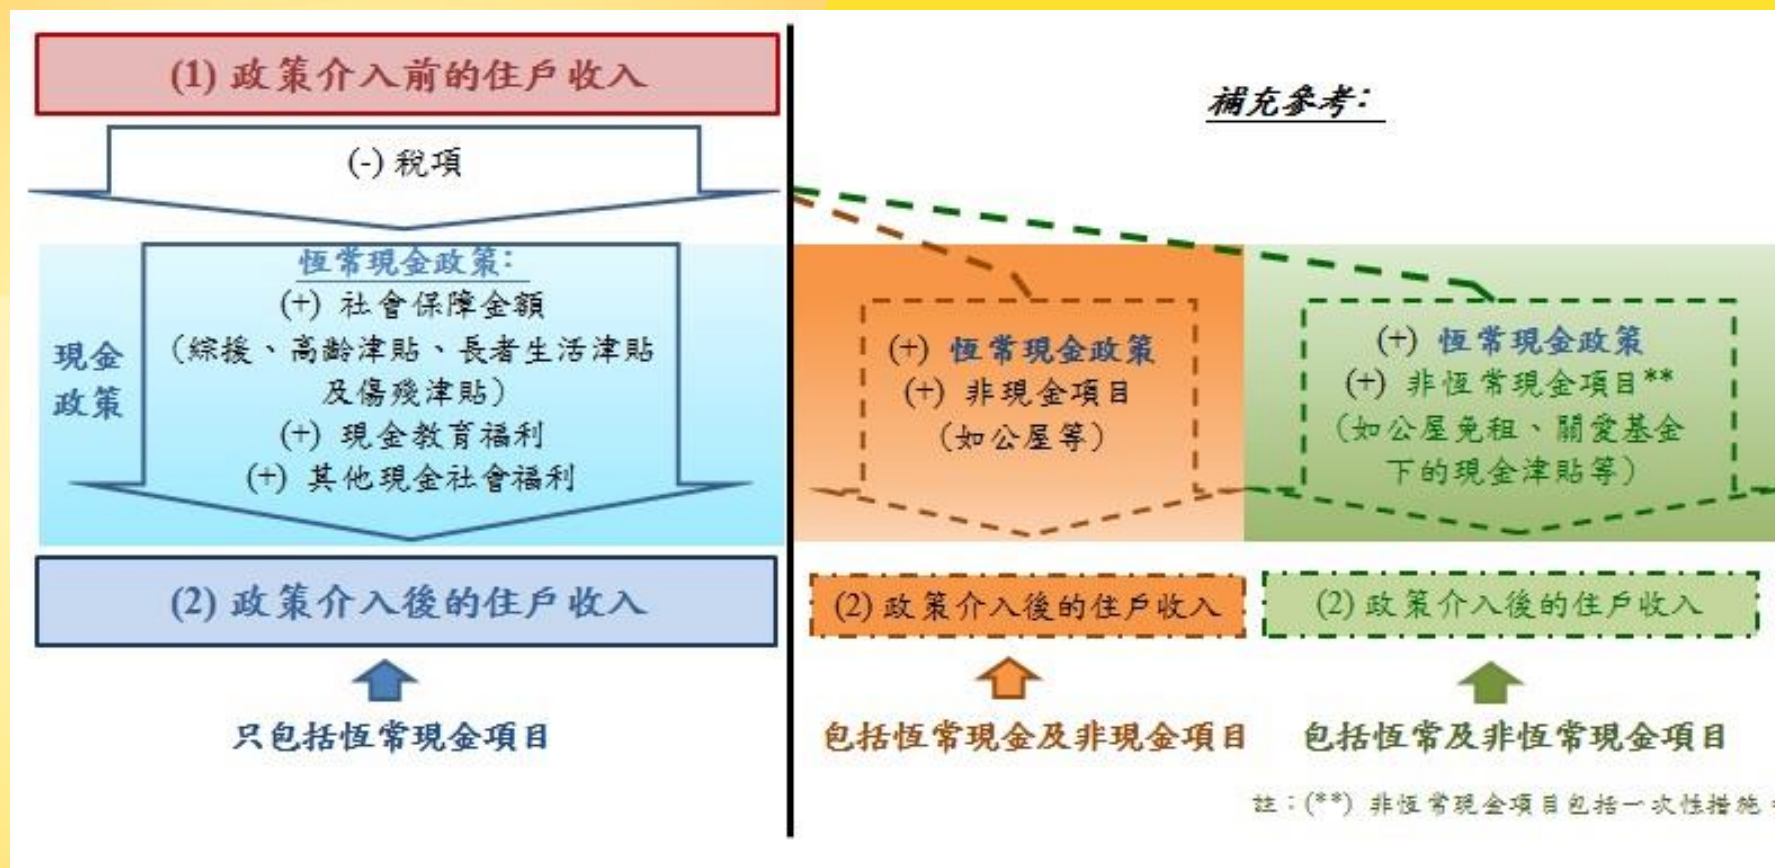 (1) 政策介入前的住戶收入
(-) 稅項
現金
政策
恆常現金政策:
(+) 社會保障金額
(綜援、高齡津貼、長者生活津貼
及傷殘津貼)
(+) 現金教育福利
(+) 其他現金社會福利
(2) 政策介入後的住戶收入
只包括恆常現金項目
補充參考:
(+) 恆常現金政策
(+) 非現金項目
(如公屋等)
(2) 政策介入後的住戶收入
包括恆常現金及非現金項目
(+) 恆常現金政策
(+) 非恆常現金項目**
(如公屋免租、關愛基金
下的現金津貼等)
(2) 政策介入後的住戶收入
包括恆常及非恆常現金項目
註：(**) 非恆常現金項目包括一次性措施